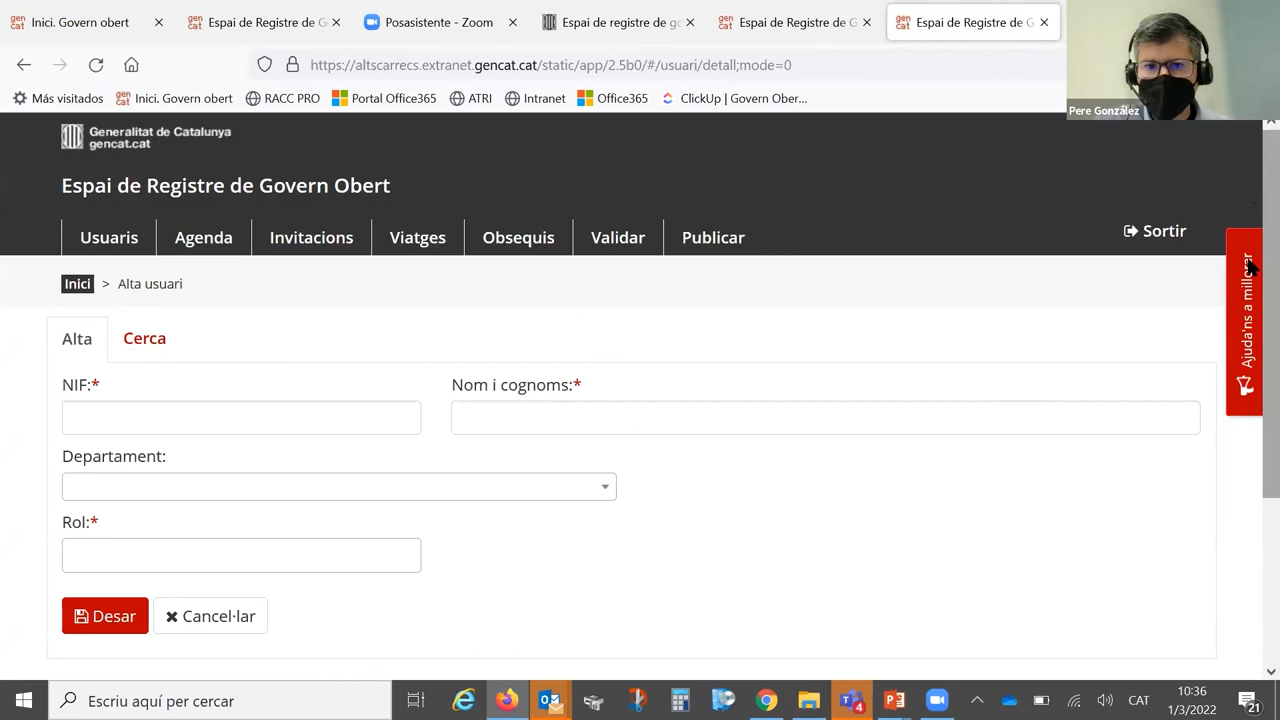 Inici. Govern obert
Espai de Registre de G
Posasistente - Zoom
Espai de registre de go
Espai de Registre de G
Espai de Registre de G
https://altscarrecs.extranet.gencat.cat/static/app/2.5b0/#/usuari/detall;mode=0
Más visitados
Inici. Govern obert
RACC PRO
Portal Office365
ATRI
Intranet
Office365
ClickUp | Govern Ober...
Pere González
Generalitat de Catalunya
gencat.cat
Espai de Registre de Govern Obert
Usuaris
Agenda
Invitacions
Viatges
Obsequis
Validar
Publicar
Sortir
Inici > Alta usuari
Ajuda'ns a millorar
Alta
Cerca
NIF:*
Nom i cognoms:*
Departament:
Rol:*
Desar
Cancel·lar
Escriu aquí per cercar
4
CAT
10:36
1/3/2022
21